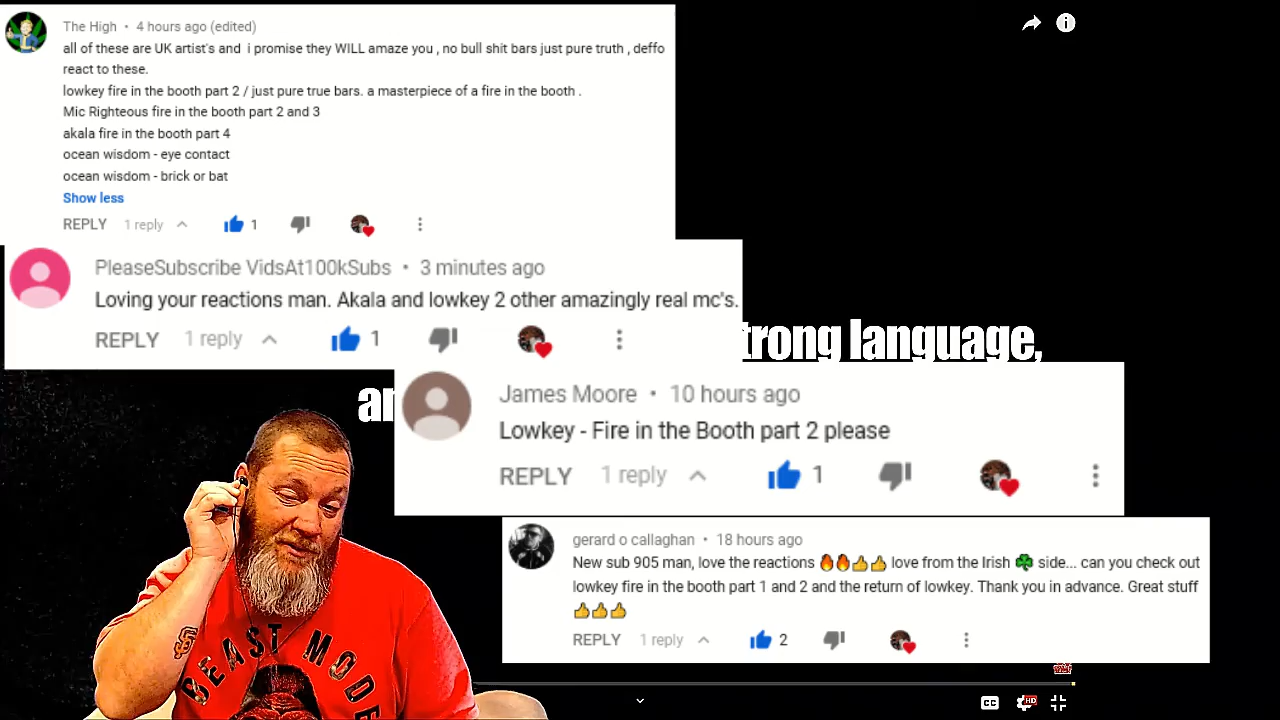 The High • 4 hours ago (edited)
all of these are UK artist's and i promise they WILL amaze you , no bull shit bars just pure truth , deffo
react to these.
lowkey fire in the booth part 2 / just pure true bars. a masterpiece of a fire in the booth .
Mic Righteous fire in the booth part 2 and 3
akala fire in the booth part 4
ocean wisdom - eye contact
ocean wisdom - brick or bat
Show less
REPLY 1 reply 1
PleaseSubscribe VidsAt100kSubs • 3 minutes ago
Loving your reactions man. Akala and lowkey 2 other amazingly real mc's.
REPLY 1 reply 1
trong language,
an
James Moore • 10 hours ago
Lowkey - Fire in the Booth part 2 please
REPLY 1 reply 1
gerard o callaghan • 18 hours ago
New sub 905 man, love the reactions 🔥🔥👍👍 love from the Irish ☘️ side... can you check out
lowkey fire in the booth part 1 and 2 and the return of lowkey. Thank you in advance. Great stuff
👍👍👍
REPLY 1 reply 2
BEAST MODE
SF
CC HD